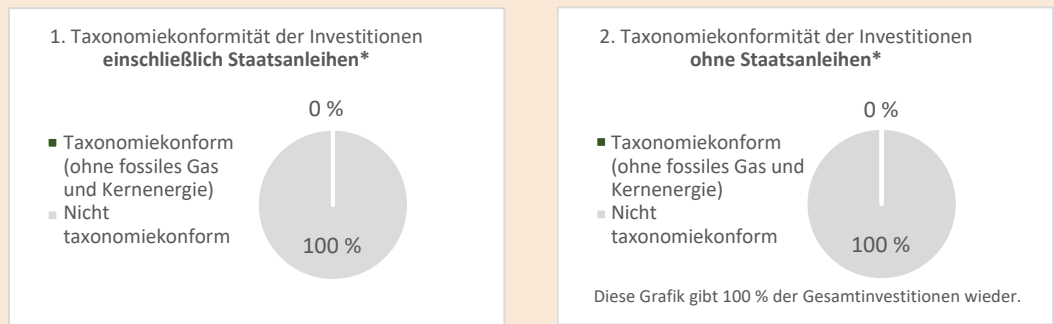 1. Taxonomiekonformität der Investitionen
einschließlich Staatsanleihen*
0 %
Taxonomiekonform
(ohne fossiles Gas
und Kernenergie)
Nicht
taxonomiekonform
100 %
2. Taxonomiekonformität der Investitionen
ohne Staatsanleihen*
0 %
Taxonomiekonform
(ohne fossiles Gas und
Kernenergie)
Nicht
taxonomiekonform
100 %
Diese Grafik gibt 100 % der Gesamtinvestitionen wieder.